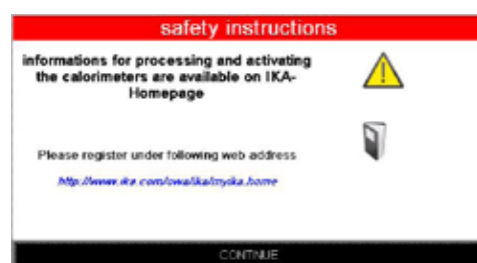 safety instructions
informations for processing and activating
the calorimeters are available on IKA-
Homepage
Please register under following web address
http://www.ika.com/owa/ika/myika.home
CONTINUE